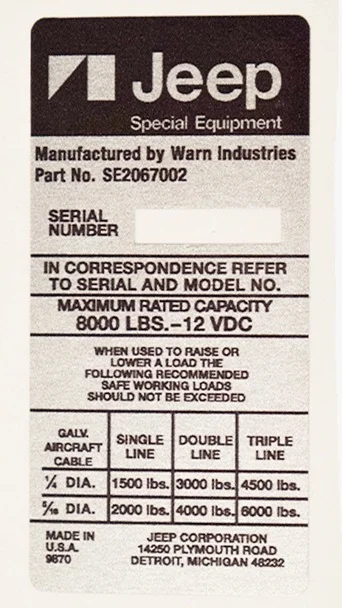 Jeep
Special Equipment
Manufactured by Warn Industries
Part No. SE2067002
SERIAL
NUMBER
IN CORRESPONDENCE REFER
TO SERIAL AND MODEL NO.
MAXIMUM RATED CAPACITY
8000 LBS.-12 VDC
WHEN USED TO RAISE OR
LOWER A LOAD THE
FOLLOWING RECOMMENDED
SAFE WORKING LOADS
SHOULD NOT BE EXCEEDED
GALV. AIRCRAFT CABLE SINGLE LINE DOUBLE LINE TRIPLE LINE
1/4 DIA. 1500 lbs. 3000 lbs. 4500 lbs.
5/16 DIA. 2000 lbs. 4000 lbs. 6000 lbs.
MADE IN
U.S.A.
9870
JEEP CORPORATION
14250 PLYMOUTH ROAD
DETROIT, MICHIGAN 48232